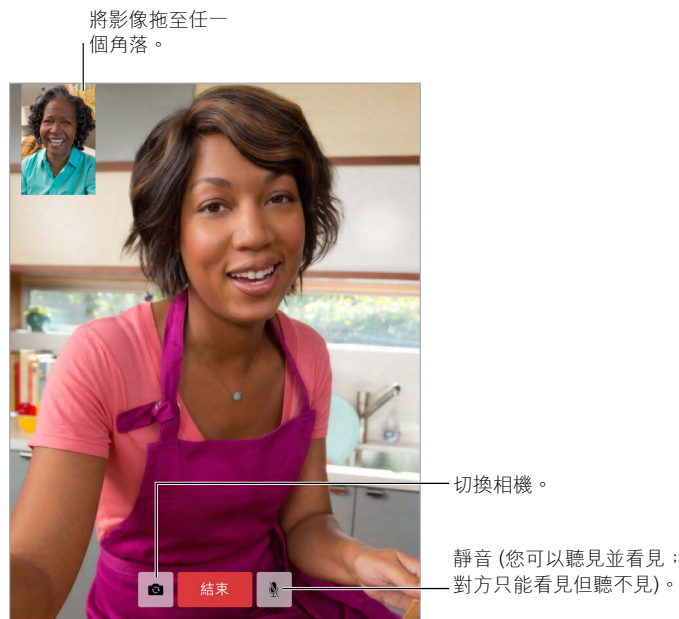 將影像拖至任一
個角落。
切換相機。
靜音 (您可以聽見並看見；
對方只能看見但聽不見)。
結束